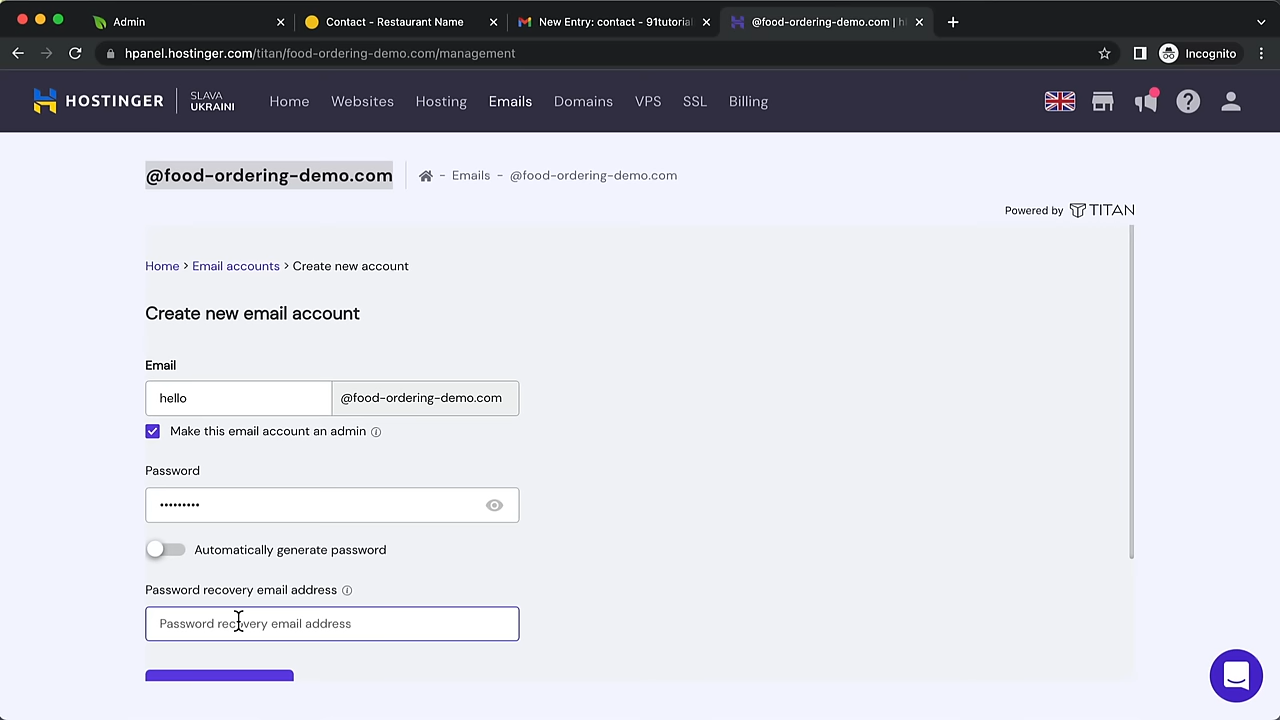 Admin
Contact - Restaurant Name
New Entry: contact - 91tutorial
@food-ordering-demo.com | h
hpanel.hostinger.com/titan/food-ordering-demo.com/management
Incognito
HOSTINGER
SLAVA
UKRAINI
Home
Websites
Hosting
Emails
Domains
VPS
SSL
Billing
@food-ordering-demo.com
- Emails - @food-ordering-demo.com
Powered by TITAN
Home > Email accounts > Create new account
Create new email account
Email
hello
@food-ordering-demo.com
Make this email account an admin
Password
•••••••••
Automatically generate password
Password recovery email address
Password recovery email address